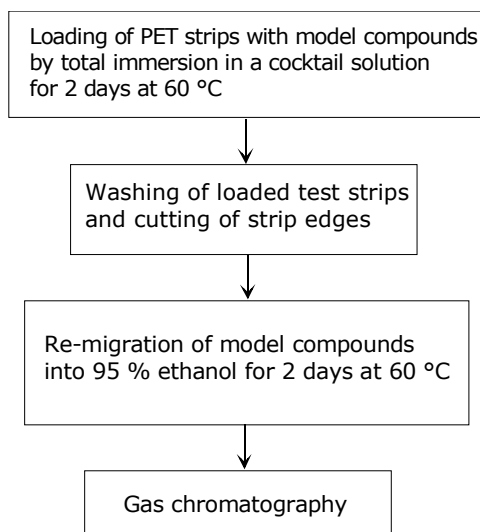 Loading of PET strips with model compounds
by total immersion in a cocktail solution
for 2 days at 60 °C
Washing of loaded test strips
and cutting of strip edges
Re-migration of model compounds
into 95 % ethanol for 2 days at 60 °C
Gas chromatography